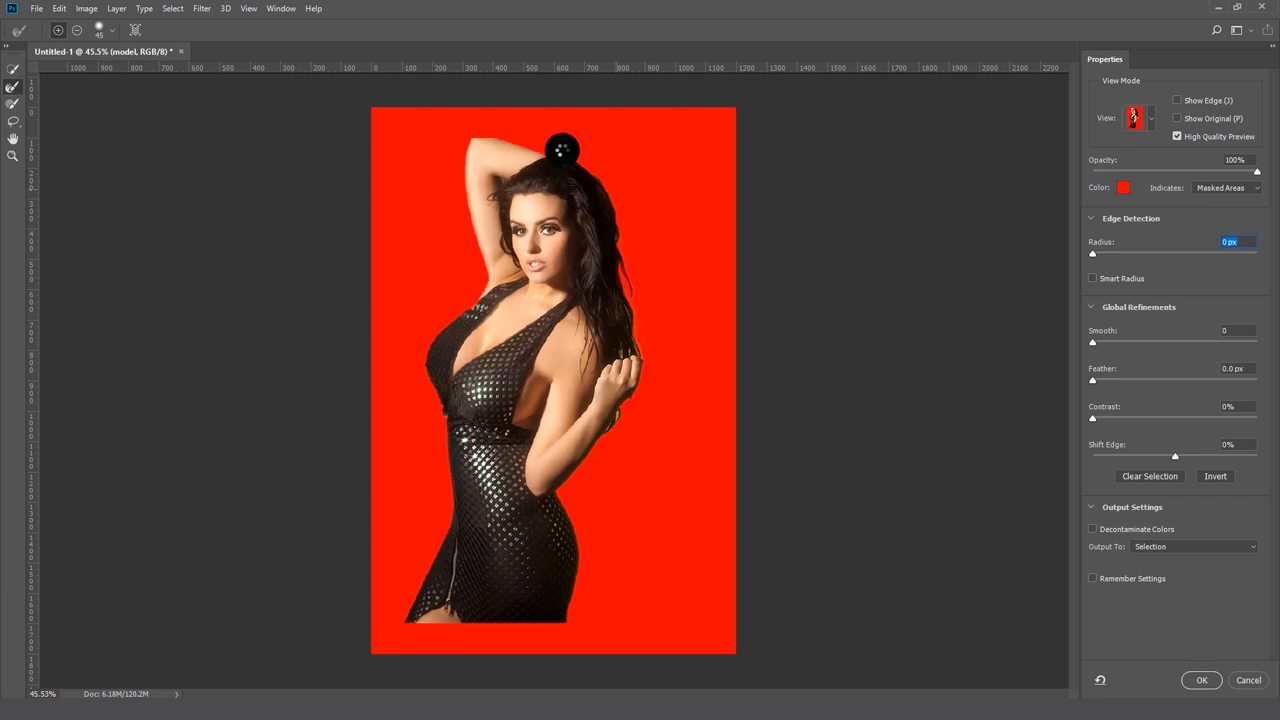 Ps File Edit Image Layer Type Select Filter 3D View Window Help
45
Untitled-1 @ 45.5% (model, RGB/8) * ×
1000 900 800 700 600 500 400 300 200 100 0 100 200 300 400 500 600 700 800 900 1000 1100 1200 1300 1400 1500 1600 1700 1800 1900 2000 2100 2200
Properties
View Mode
Show Edge (J)
View:
Show Original (P)
High Quality Preview
Opacity: 100%
Color: Indicates: Masked Areas
Edge Detection
Radius: 0 px
Smart Radius
Global Refinements
Smooth: 0
Feather: 0.0 px
Contrast: 0%
Shift Edge: 0%
Clear Selection Invert
Output Settings
Decontaminate Colors
Output To: Selection
Remember Settings
OK Cancel
45.53% Doc: 6.18M/120.2M